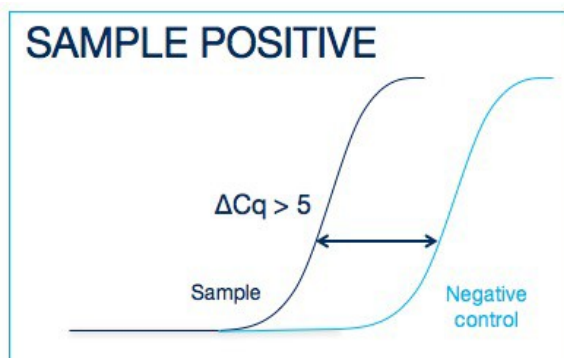 SAMPLE POSITIVE
ΔCq > 5
Sample
Negative
control